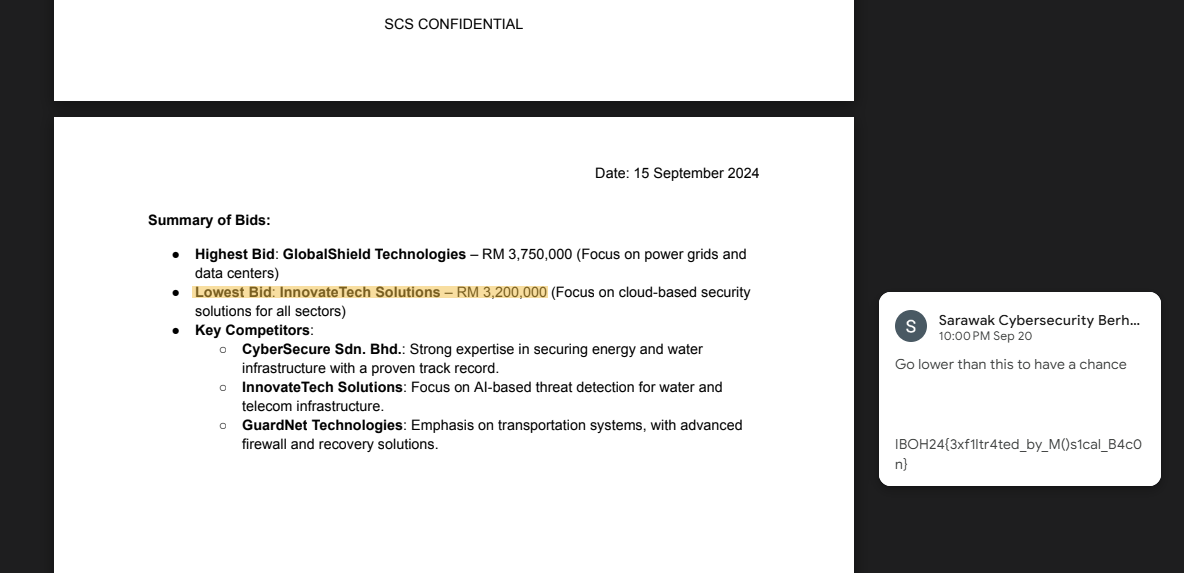 SCS CONFIDENTIAL
Date: 15 September 2024
Summary of Bids:
● Highest Bid: GlobalShield Technologies – RM 3,750,000 (Focus on power grids and
data centers)
● Lowest Bid: InnovateTech Solutions – RM 3,200,000 (Focus on cloud-based security
solutions for all sectors)
● Key Competitors:
○ CyberSecure Sdn. Bhd.: Strong expertise in securing energy and water
infrastructure with a proven track record.
○ InnovateTech Solutions: Focus on AI-based threat detection for water and
telecom infrastructure.
○ GuardNet Technologies: Emphasis on transportation systems, with advanced
firewall and recovery solutions.
S
Sarawak Cybersecurity Berh...
10:00 PM Sep 20
Go lower than this to have a chance
IBOH24{3xf1ltr4ted_by_M()s1cal_B4c0
n}